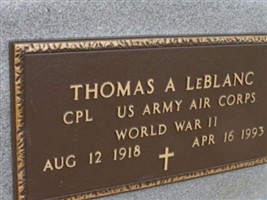 THOMAS A LEBLANC
CPL US ARMY AIR CORPS
WORLD WAR II
AUG 12 1918 APR 16 1993